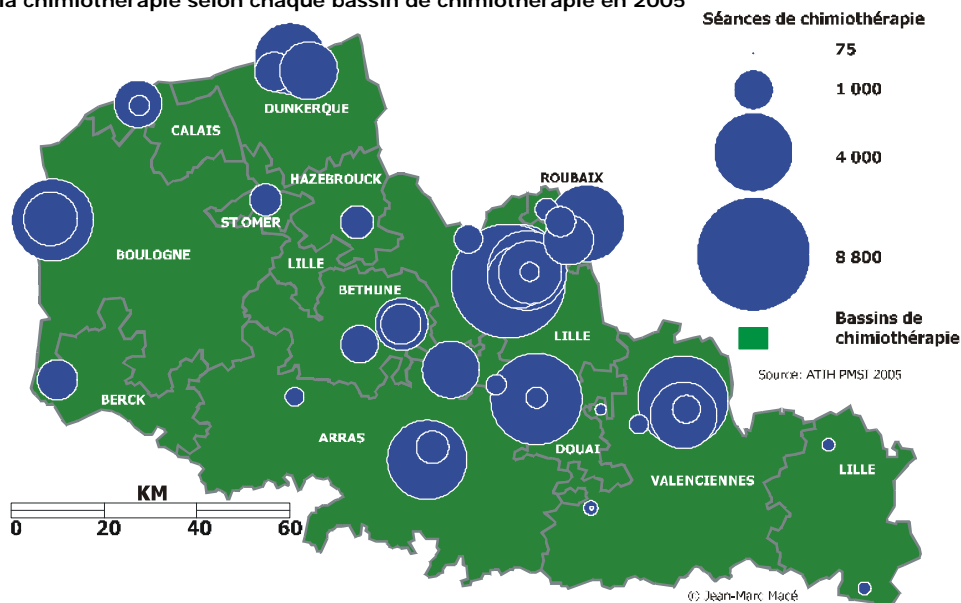 la chimiothérapie selon chaque bassin de chimiothérapie en 2005
Séances de chimiothérapie
75
1 000
4 000
8 800
Bassins de
chimiothérapie
Source: ATIH PMSI 2005
DUNKERQUE
CALAIS
HAZEBROUCK
ROUBAIX
ST OMER
BOULOGNE
LILLE
BETHUNE
LILLE
BERCK
ARRAS
DOUAI
VALENCIENNES
LILLE
KM
0 20 40 60
© Jean-Marc Macé